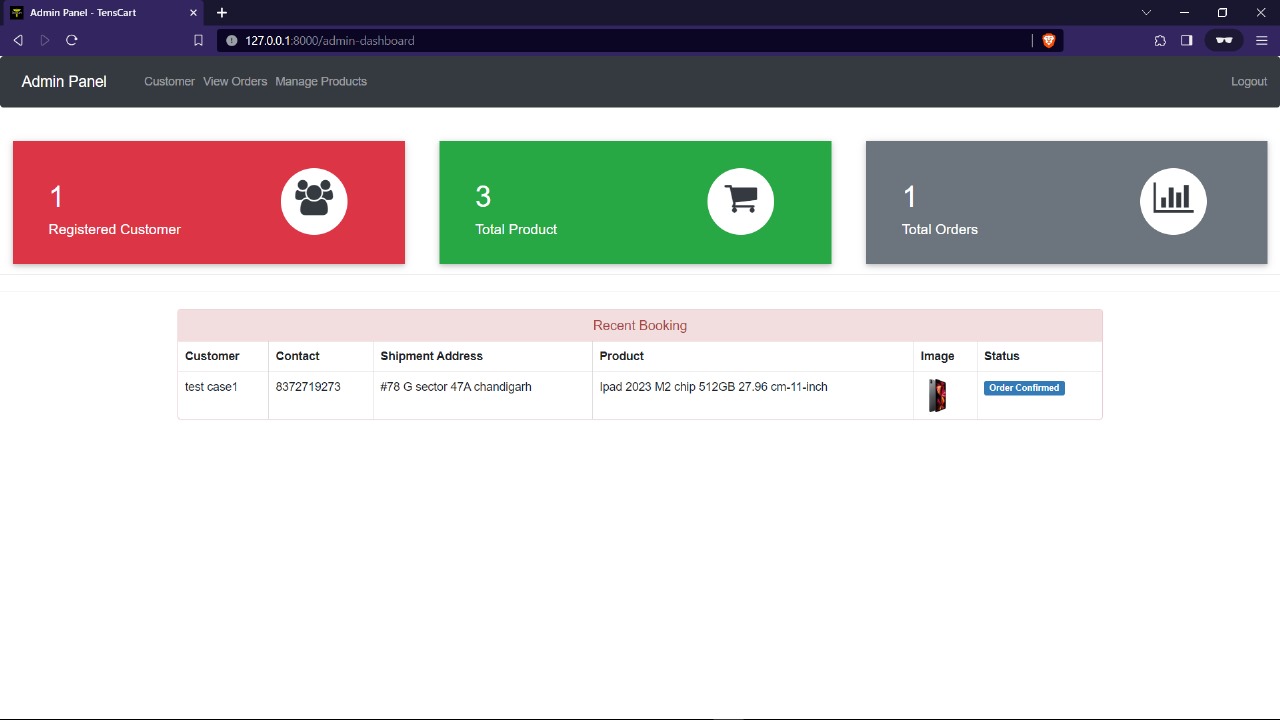 Admin Panel - TensCart
127.0.0.1:8000/admin-dashboard
Admin Panel Customer View Orders Manage Products Logout
1
Registered Customer
3
Total Product
1
Total Orders
Recent Booking
Customer Contact Shipment Address Product Image Status
test case1 8372719273 #78 G sector 47A chandigarh Ipad 2023 M2 chip 512GB 27.96 cm-11-inch Order Confirmed